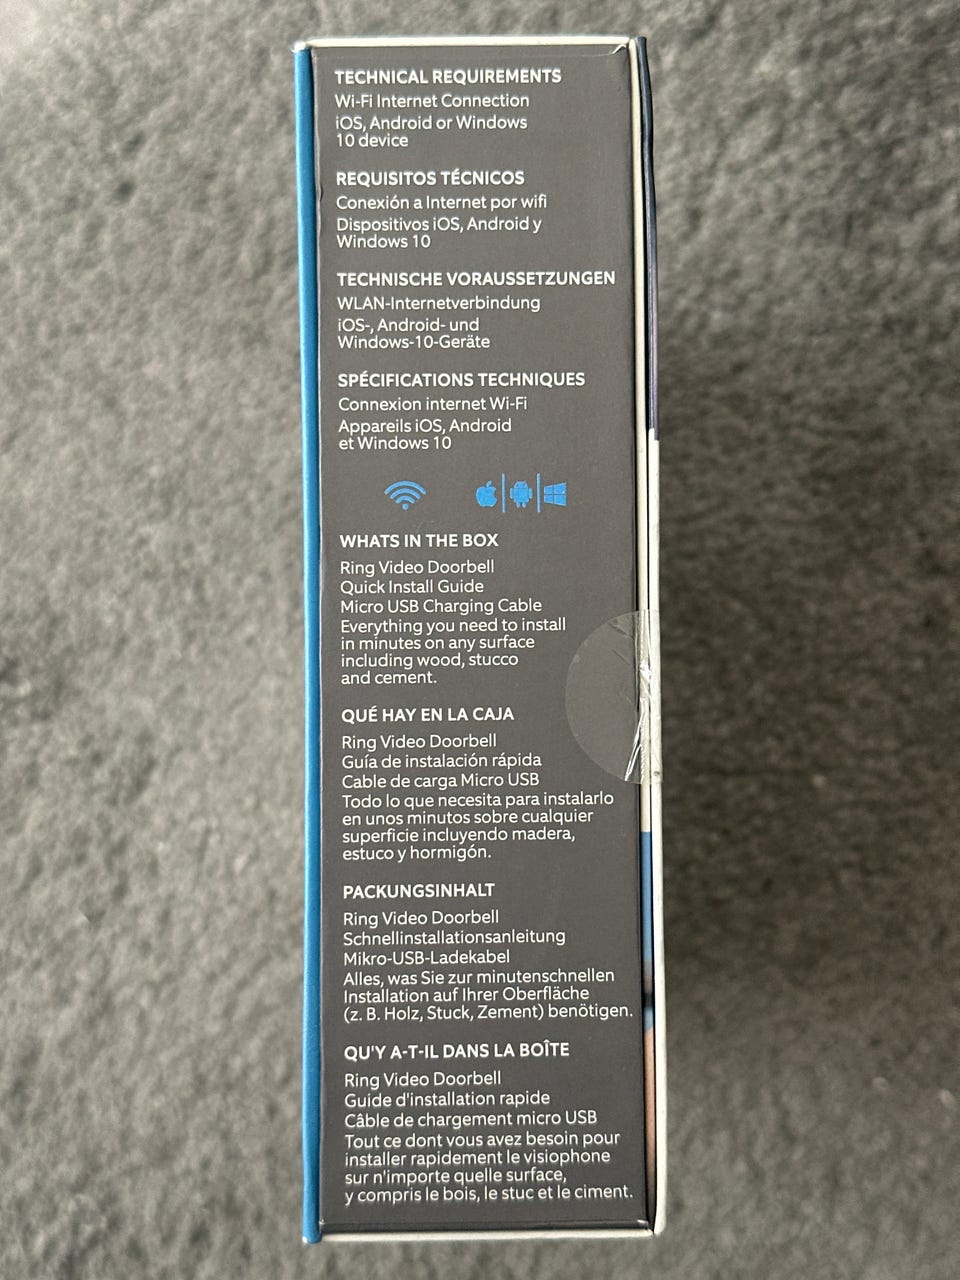 TECHNICAL REQUIREMENTS
Wi-Fi Internet Connection
iOS, Android or Windows
10 device
REQUISITOS TÉCNICOS
Conexión a Internet por wifi
Dispositivos iOS, Android y
Windows 10
TECHNISCHE VORAUSSETZUNGEN
WLAN-Internetverbindung
iOS-, Android- und
Windows-10-Geräte
SPÉCIFICATIONS TECHNIQUES
Connexion internet Wi-Fi
Appareils iOS, Android
et Windows 10
WHATS IN THE BOX
Ring Video Doorbell
Quick Install Guide
Micro USB Charging Cable
Everything you need to install
in minutes on any surface
including wood, stucco
and cement.
QUÉ HAY EN LA CAJA
Ring Video Doorbell
Guía de instalación rápida
Cable de carga Micro USB
Todo lo que necesita para instalarlo
en unos minutos sobre cualquier
superficie incluyendo madera,
estuco y hormigón.
PACKUNGSINHALT
Ring Video Doorbell
Schnellinstallationsanleitung
Mikro-USB-Ladekabel
Alles, was Sie zur minutenschnellen
Installation auf Ihrer Oberfläche
(z. B. Holz, Stuck, Zement) benötigen.
QU'Y A-T-IL DANS LA BOÎTE
Ring Video Doorbell
Guide d'installation rapide
Câble de chargement micro USB
Tout ce dont vous avez besoin pour
installer rapidement le visiophone
sur n'importe quelle surface,
y compris le bois, le stuc et le ciment.